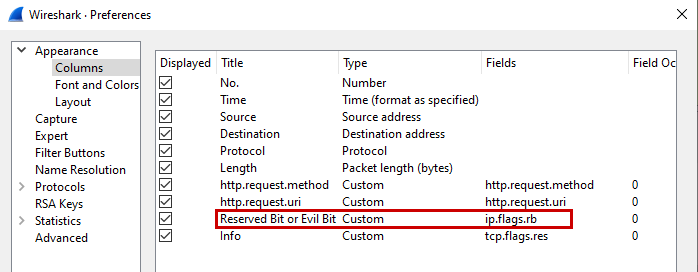 Wireshark · Preferences
Appearance
Columns
Font and Colors
Layout
Capture
Expert
Filter Buttons
Name Resolution
Protocols
RSA Keys
Statistics
Advanced
Displayed Title Type Fields Field Oc
No. Number
Time Time (format as specified)
Source Source address
Destination Destination address
Protocol Protocol
Length Packet length (bytes)
http.request.method Custom http.request.method 0
http.request.uri Custom http.request.uri 0
Reserved Bit or Evil Bit Custom ip.flags.rb 0
Info Custom tcp.flags.res 0